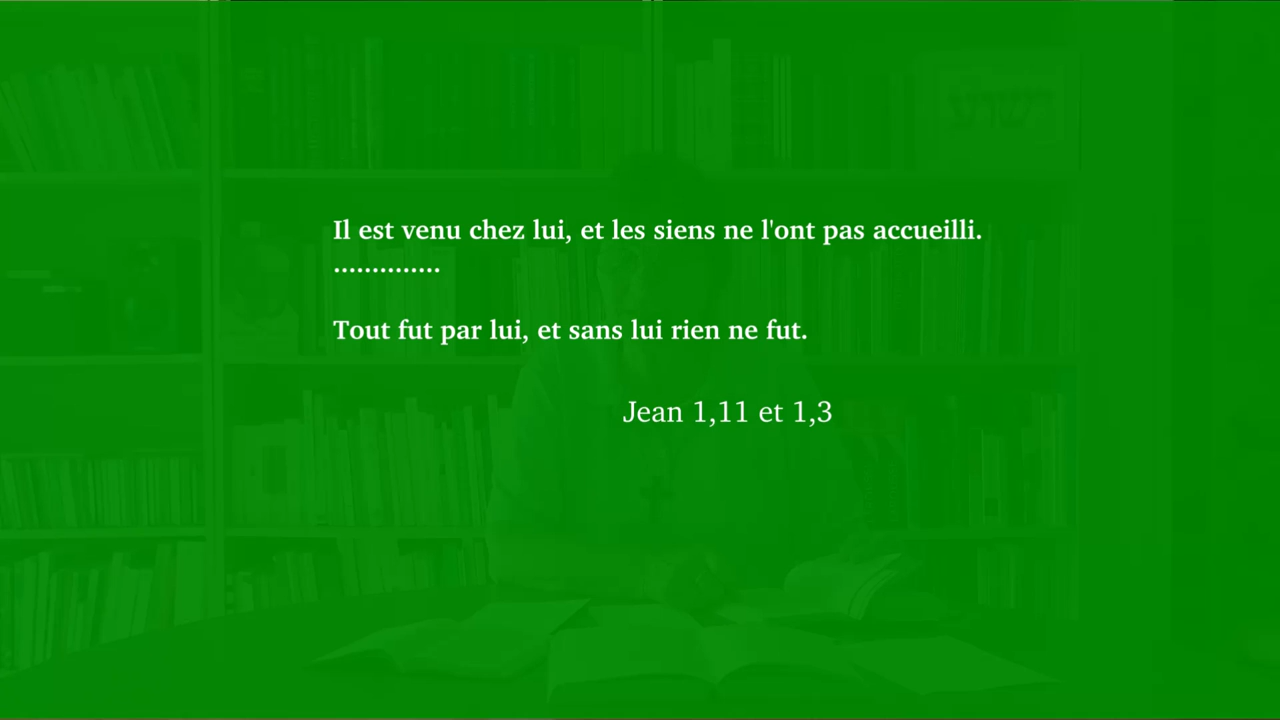 Il est venu chez lui, et les siens ne l'ont pas accueilli.
..............
Tout fut par lui, et sans lui rien ne fut.
Jean 1,11 et 1,3